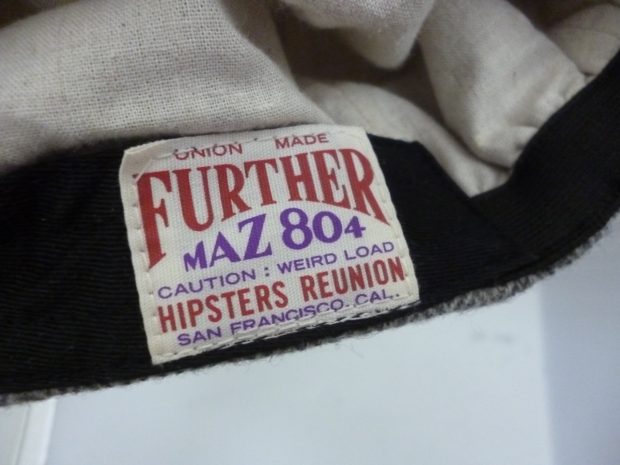 UNION MADE
FURTHER
MAZ 804
CAUTION : WEIRD LOAD
HIPSTERS REUNION
SAN FRANCISCO. CAL.